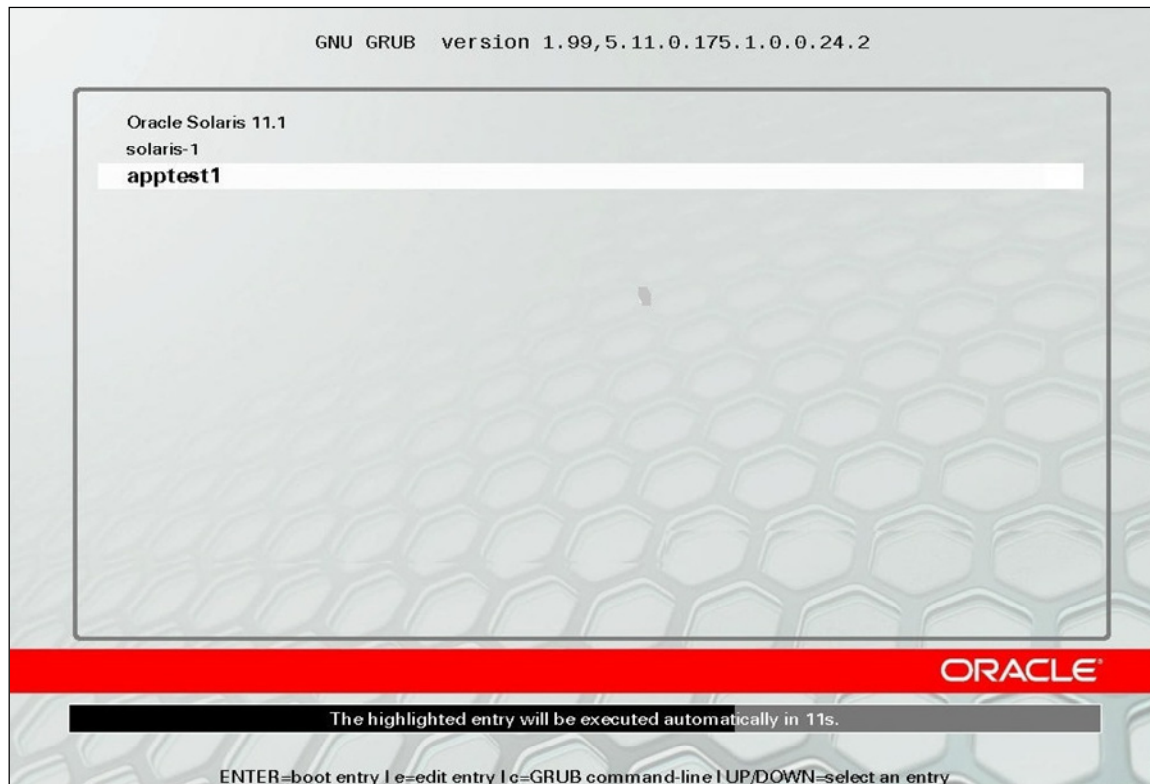 GNU GRUB version 1.99,5.11.0.175.1.0.0.24.2
Oracle Solaris 11.1
solaris-1
apptest1
ORACLE®
The highlighted entry will be executed automatically in 11s.
ENTER=boot entry | e=edit entry | c=GRUB command-line | UP/DOWN=select an entry